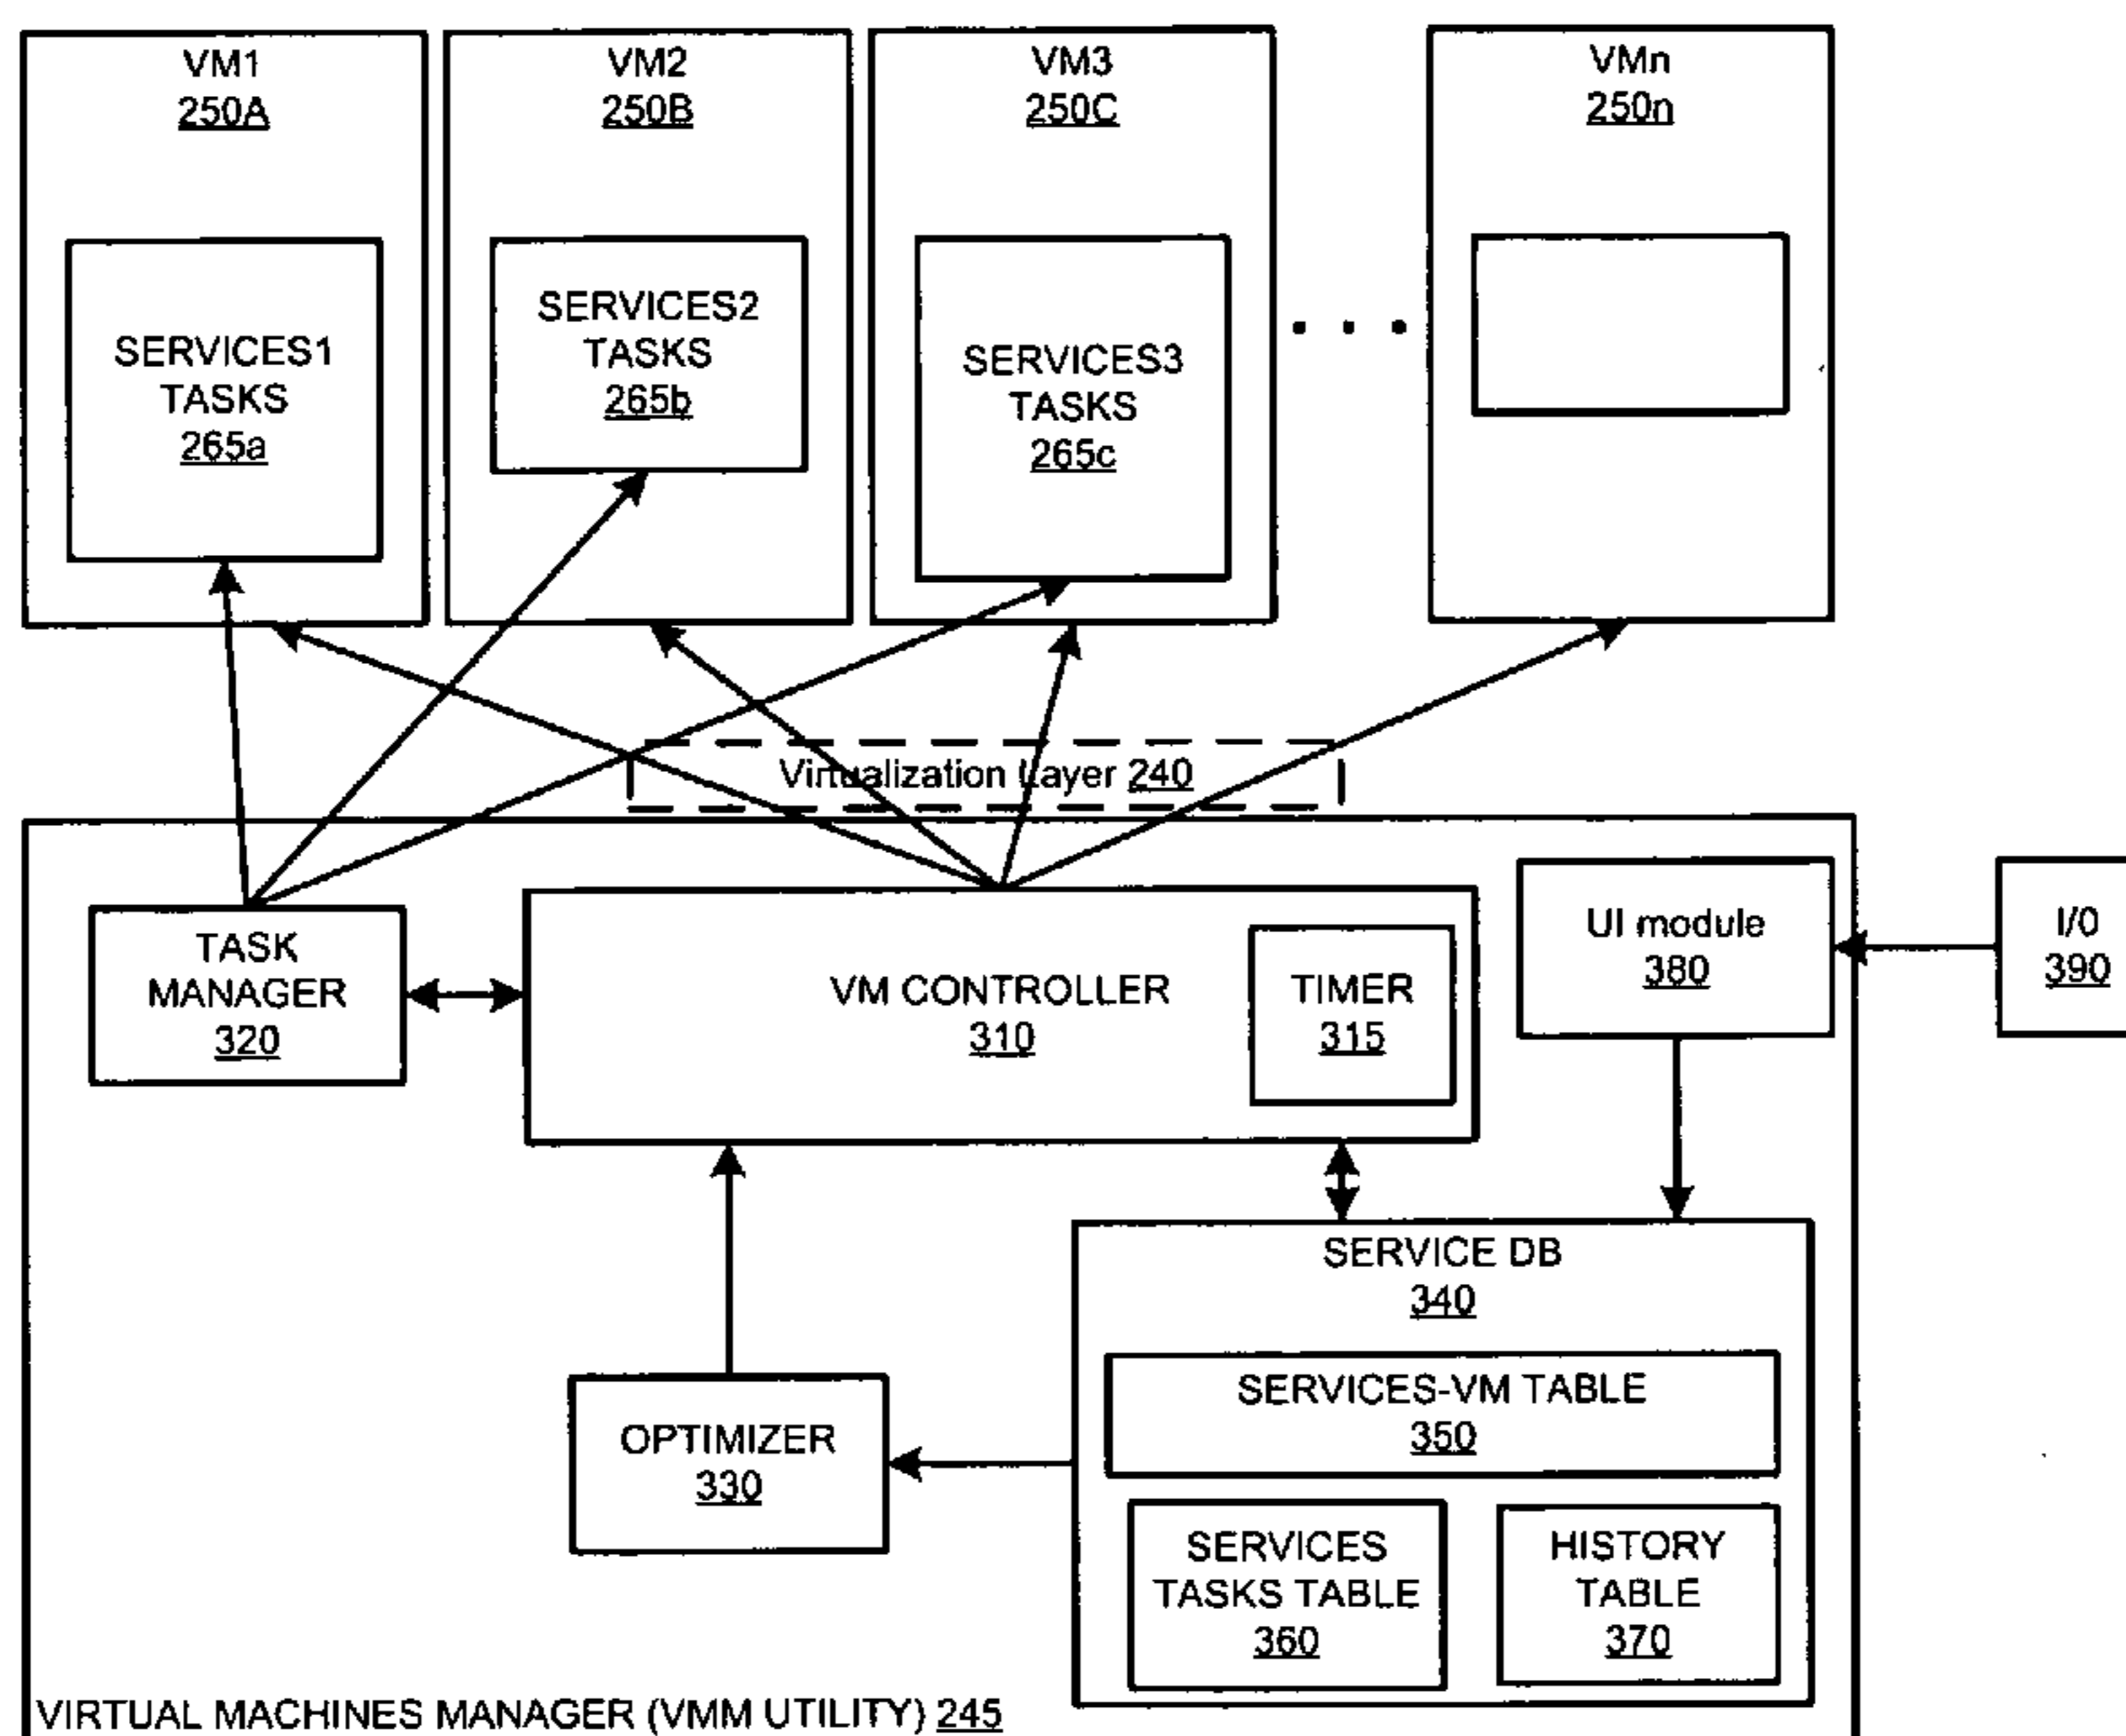 VM1
250A
VM2
250B
VM3
250C
VMn
250n
SERVICES1
TASKS
265a
SERVICES2
TASKS
265b
SERVICES3
TASKS
265c
Virtualization Layer 240
TASK
MANAGER
320
VM CONTROLLER
310
TIMER
315
UI module
380
I/0
390
SERVICE DB
340
SERVICES-VM TABLE
350
OPTIMIZER
330
SERVICES
TASKS TABLE
360
HISTORY
TABLE
370
VIRTUAL MACHINES MANAGER (VMM UTILITY) 245